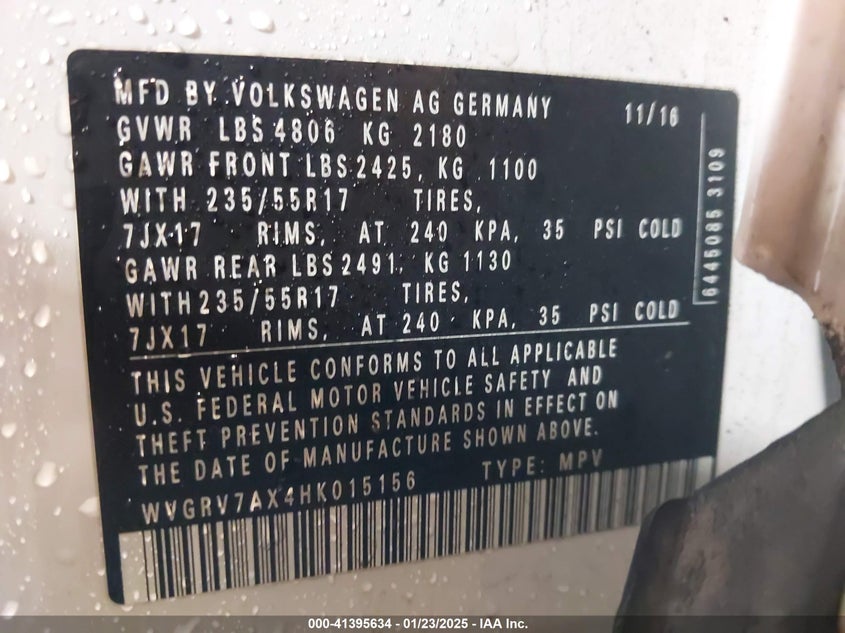 MFD BY VOLKSWAGEN AG GERMANY 11/16
GVWR LBS 4806 KG 2180
GAWR FRONT LBS 2425, KG 1100
WITH 235/55R17 TIRES,
7JX17 RIMS, AT 240 KPA, 35 PSI COLD
GAWR REAR LBS 2491, KG 1130
WITH 235/55R17 TIRES,
7JX17 RIMS, AT 240 KPA, 35 PSI COLD
6445085 3109
THIS VEHICLE CONFORMS TO ALL APPLICABLE
U.S. FEDERAL MOTOR VEHICLE SAFETY AND
THEFT PREVENTION STANDARDS IN EFFECT ON
THE DATE OF MANUFACTURE SHOWN ABOVE.
WVGRV7AX4HK015156 TYPE: MPV
000-41395634 / 01/23/2025 / IAA Inc.